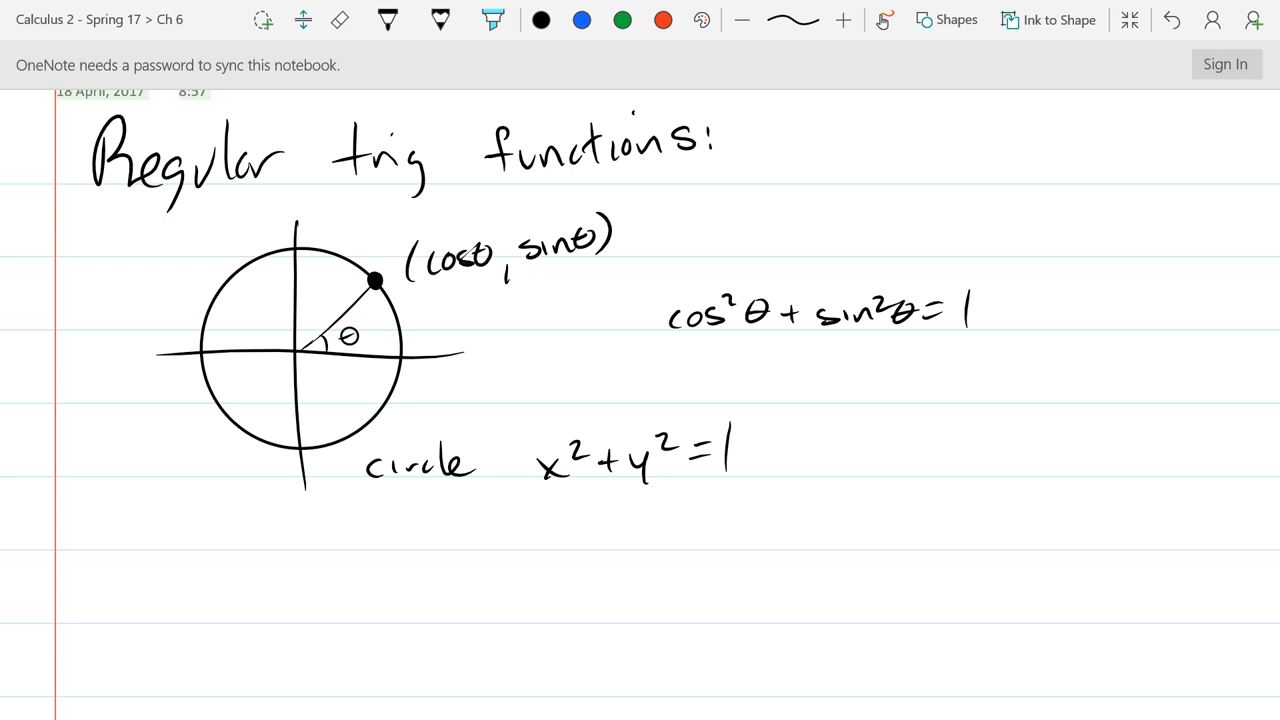 Calculus 2 - Spring 17 > Ch 6
Shapes
Ink to Shape
OneNote needs a password to sync this notebook.
Sign In
18 April, 2017 8:57
Regular trig functions:
(cosθ, sinθ)
cos²θ + sin²θ = 1
θ
circle x² + y² = 1